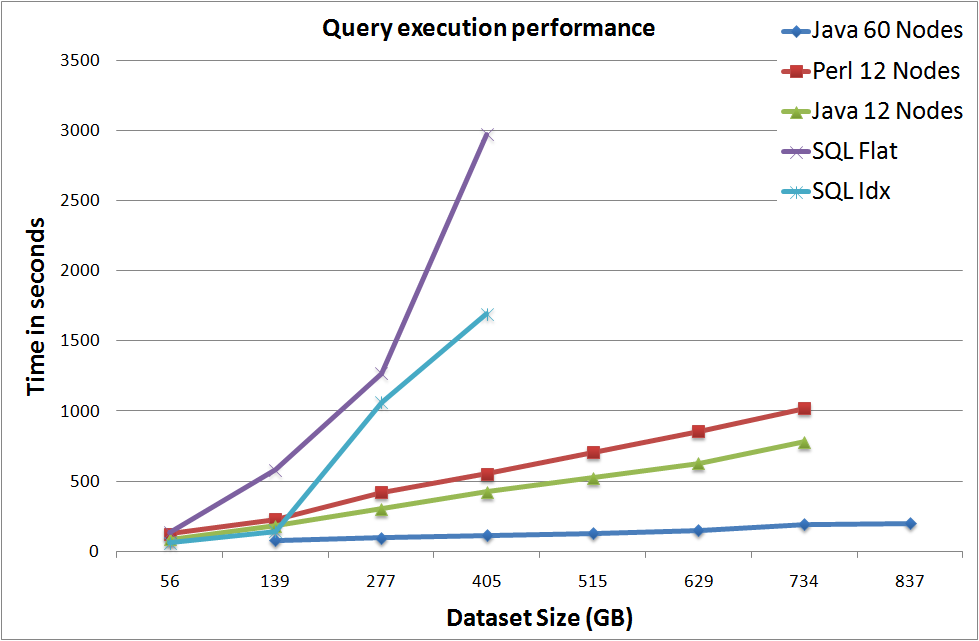 Query execution performance
Java 60 Nodes
Perl 12 Nodes
Java 12 Nodes
SQL Flat
SQL Idx
3500
3000
2500
2000
1500
1000
500
0
Time in seconds
56 139 277 405 515 629 734 837
Dataset Size (GB)